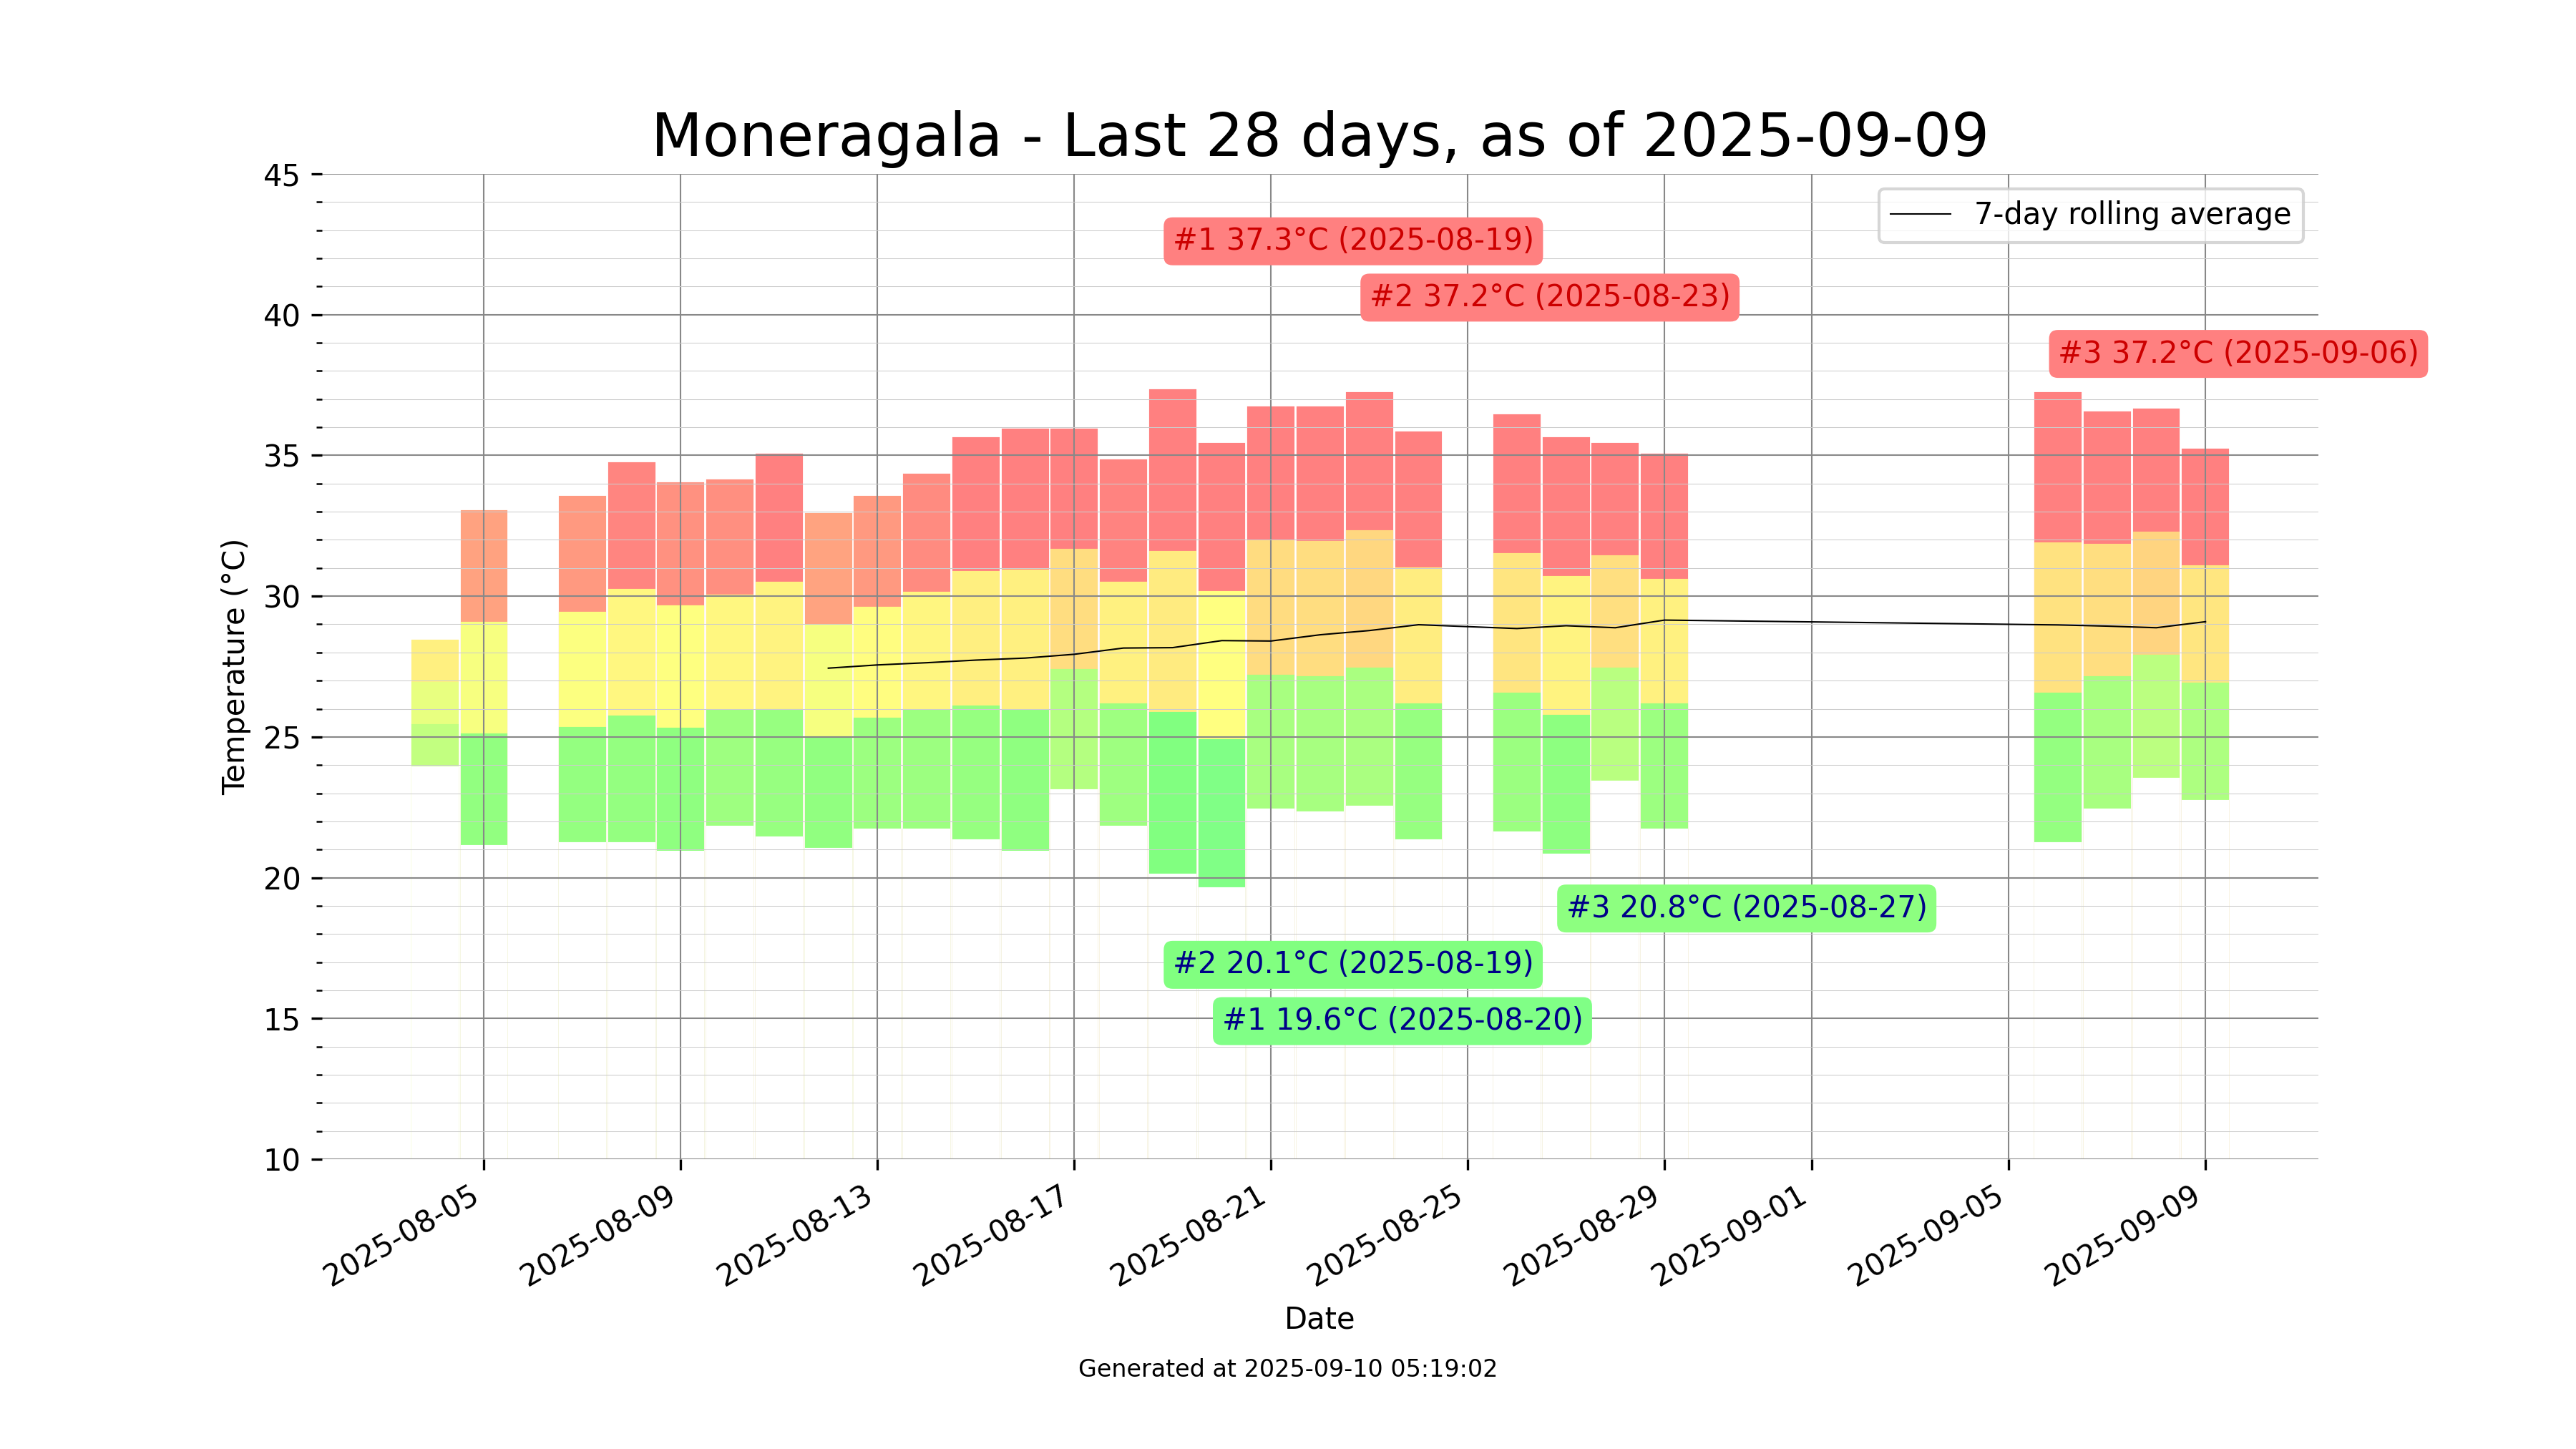 Moneragala - Last 28 days, as of 2025-09-09
7-day rolling average
#1 37.3°C (2025-08-19)
#2 37.2°C (2025-08-23)
#3 37.2°C (2025-09-06)
#3 20.8°C (2025-08-27)
#2 20.1°C (2025-08-19)
#1 19.6°C (2025-08-20)
Temperature (°C)
45
40
35
30
25
20
15
10
2025-08-05
2025-08-09
2025-08-13
2025-08-17
2025-08-21
2025-08-25
2025-08-29
2025-09-01
2025-09-05
2025-09-09
Date
Generated at 2025-09-10 05:19:02